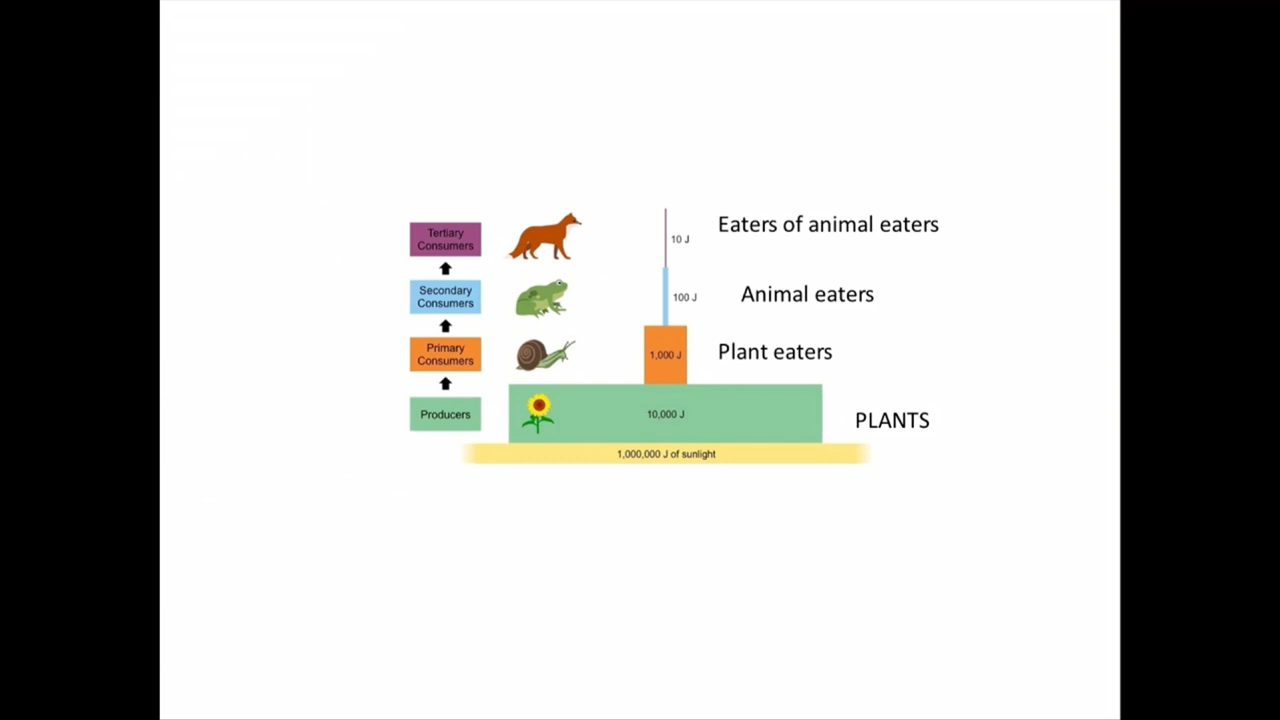 Tertiary
Consumers
10 J
Eaters of animal eaters
Secondary
Consumers
100 J
Animal eaters
Primary
Consumers
1,000 J
Plant eaters
Producers
10,000 J
PLANTS
1,000,000 J of sunlight